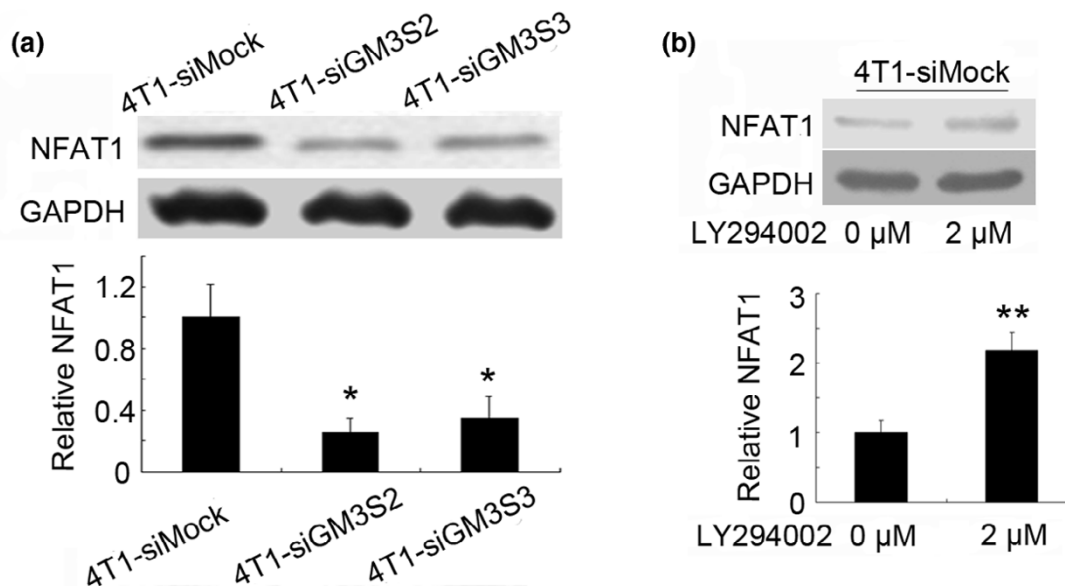 (a)
4T1-siMock
4T1-siGM3S2
4T1-siGM3S3
NFAT1
GAPDH
Relative NFAT1
1.2
0.8
0.4
0
*
*
4T1-siMock
4T1-siGM3S2
4T1-siGM3S3
(b)
4T1-siMock
NFAT1
GAPDH
LY294002 0 µM 2 µM
Relative NFAT1
3
2
1
0
**
LY294002 0 µM 2 µM